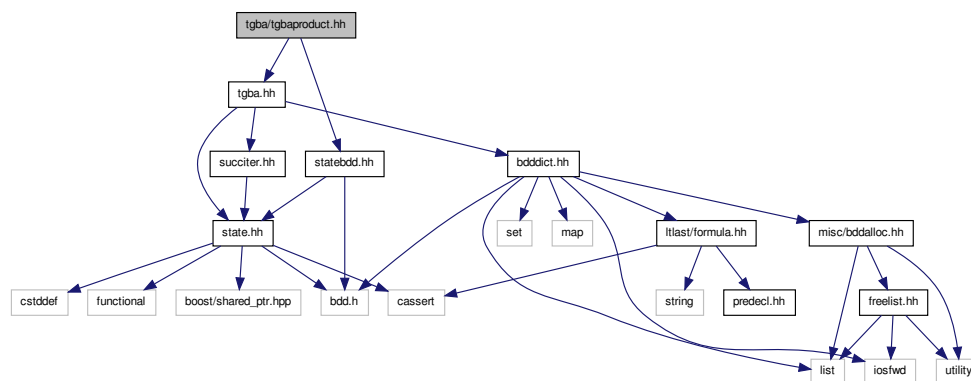 tgba/tgbaproduct.hh
tgba.hh
succiter.hh
statebdd.hh
bdddict.hh
state.hh
set
map
ltlast/formula.hh
misc/bddalloc.hh
cstddef
functional
boost/shared_ptr.hpp
bdd.h
cassert
string
predecl.hh
freelist.hh
list
iosfwd
utility